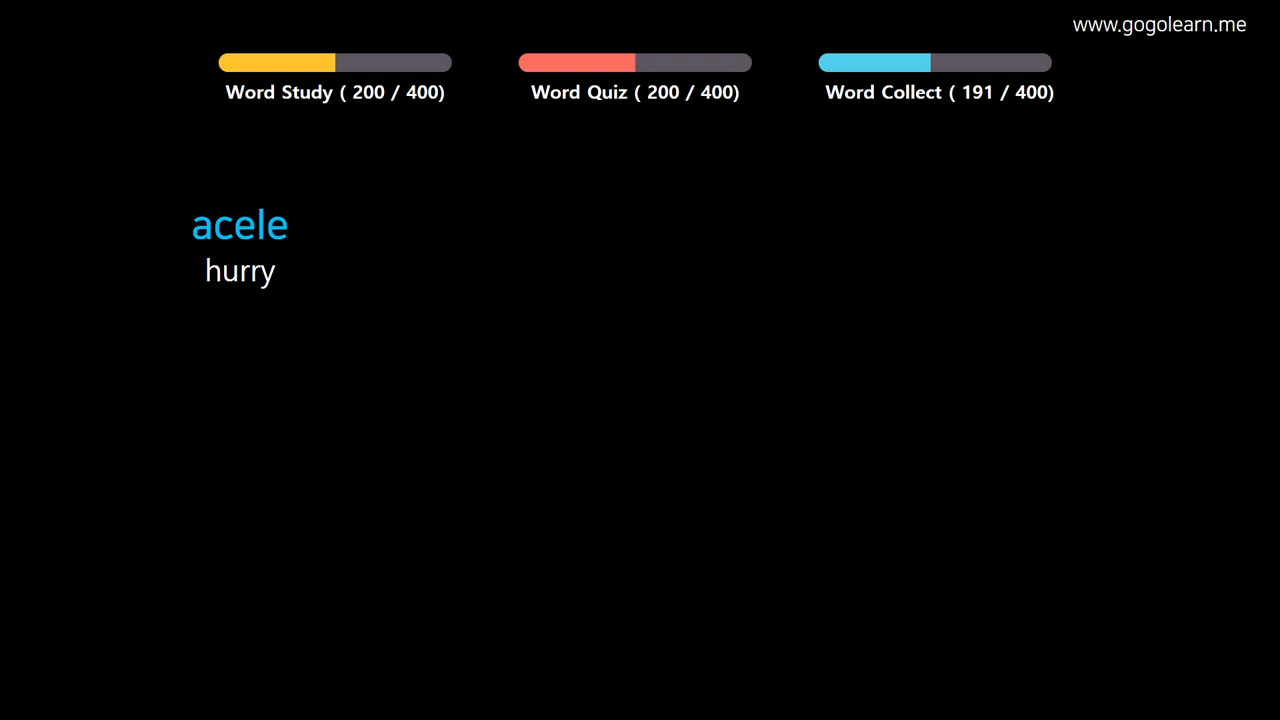 www.gogolearn.me
Word Study ( 200 / 400)
Word Quiz ( 200 / 400)
Word Collect ( 191 / 400)
acele
hurry